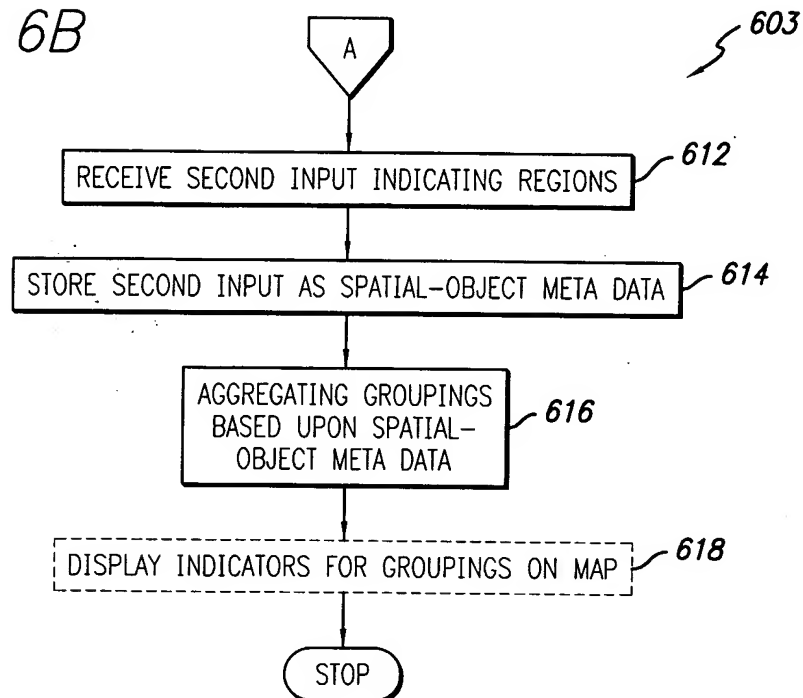 6B
A
603
RECEIVE SECOND INPUT INDICATING REGIONS
612
STORE SECOND INPUT AS SPATIAL-OBJECT META DATA
614
AGGREGATING GROUPINGS
BASED UPON SPATIAL-
OBJECT META DATA
616
DISPLAY INDICATORS FOR GROUPINGS ON MAP
618
STOP